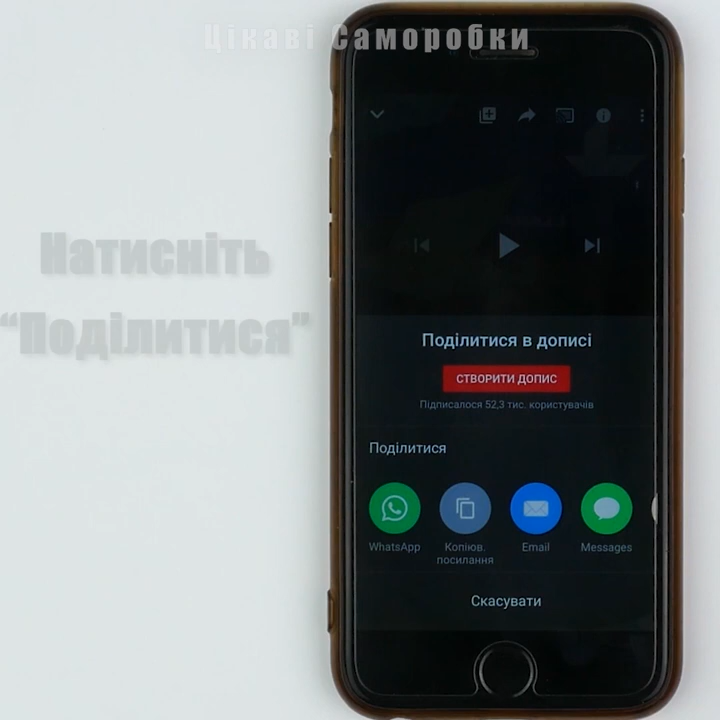 Цікаві Саморобки
Натисніть
“Поділитися”
Поділитися в дописі
СТВОРИТИ ДОПИС
Підписалося 52,3 тис. користувачів
Поділитися
WhatsApp
Копіюв. посилання
Email
Messages
Скасувати